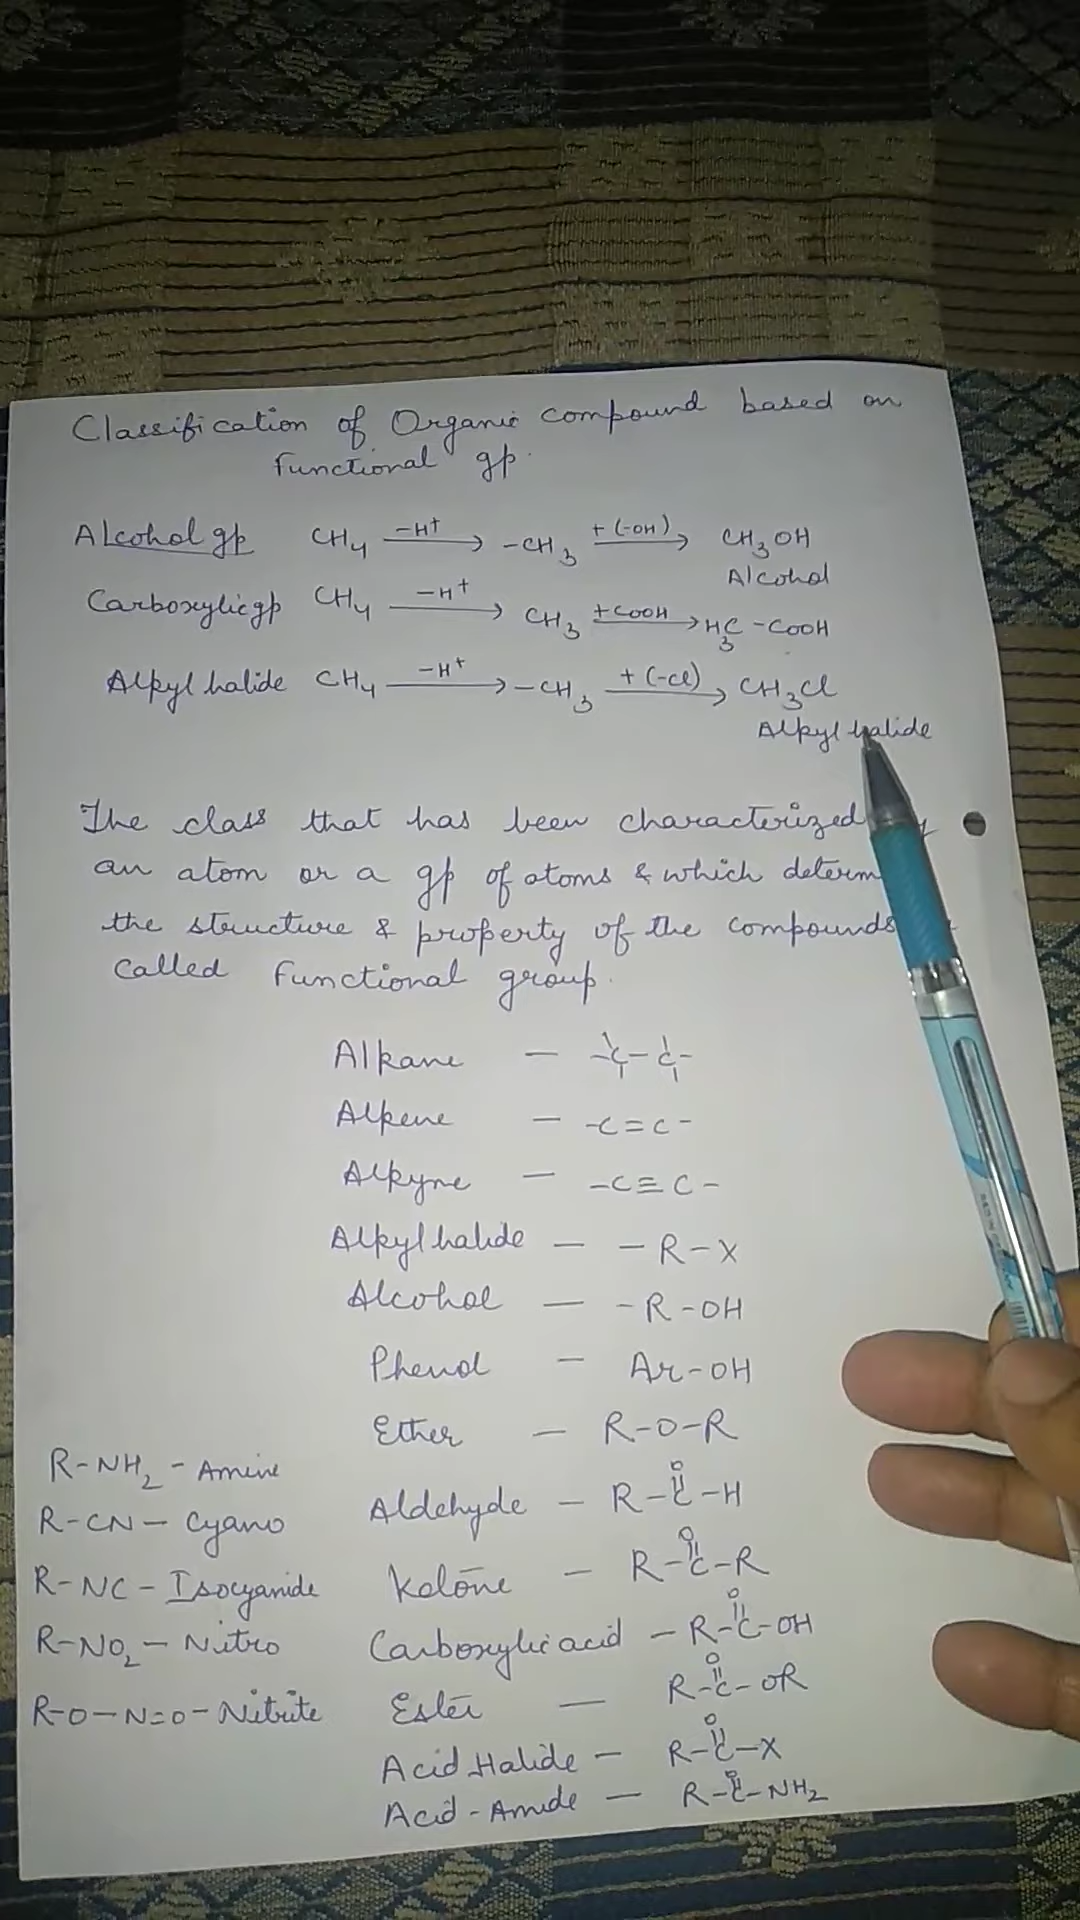 Classification of Organic compound based on
functional gp.
Alcohol gp CH4 -H+ → -CH3 +(-OH) → CH3OH
Alcohol
Carboxylic gp CH4 -H+ → CH3 +COOH → H3C-COOH
Alkyl halide CH4 -H+ → -CH3 +(-Cl) → CH3Cl
Alkyl halide
The class that has been characterized
an atom or a gp of atoms & which determ
the structure & property of the compounds
called functional group.
Alkane — -C-C-
Alkene — -C=C-
Alkyne — -C≡C-
Alkyl halide — -R-X
Alcohol — -R-OH
Phenol — Ar-OH
Ether — R-O-R
Aldehyde — R-C(=O)-H
Ketone — R-C(=O)-R
Carboxylic acid — R-C(=O)-OH
Ester — R-C(=O)-OR
Acid Halide — R-C(=O)-X
Acid-Amide — R-C(=O)-NH2
R-NH2 - Amine
R-CN - Cyano
R-NC - Isocyanide
R-NO2 - Nitro
R-O-N=O - Nitrite